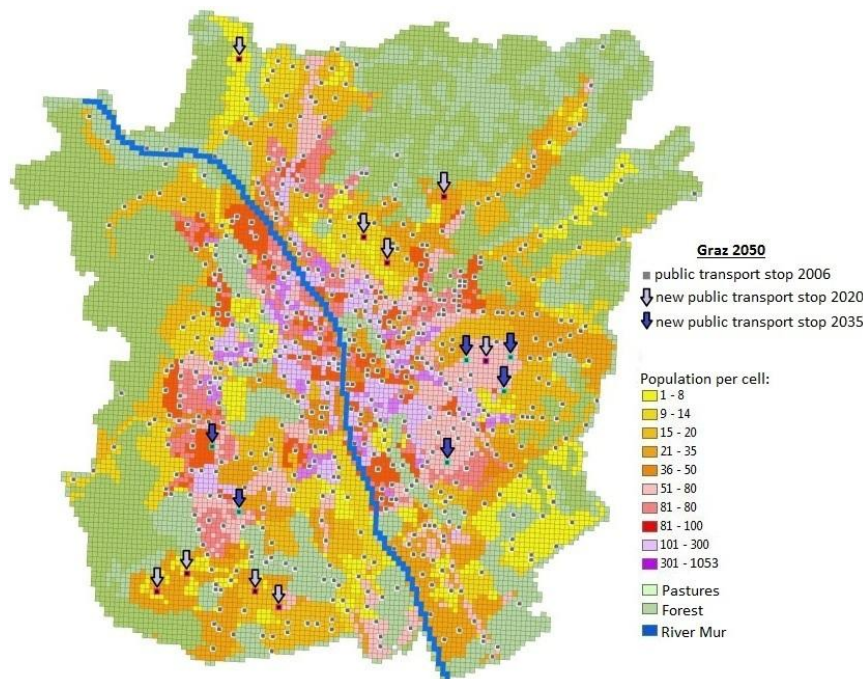 Graz 2050
public transport stop 2006
new public transport stop 2020
new public transport stop 2035
Population per cell:
1 - 8
9 - 14
15 - 20
21 - 35
36 - 50
51 - 80
81 - 80
81 - 100
101 - 300
301 - 1053
Pastures
Forest
River Mur